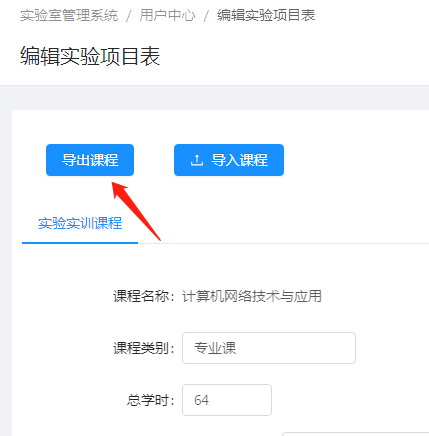 实验室管理系统 / 用户中心 / 编辑实验项目表
编辑实验项目表
导出课程 导入课程
实验实训课程
课程名称: 计算机网络技术与应用
课程类别: 专业课
总学时: 64